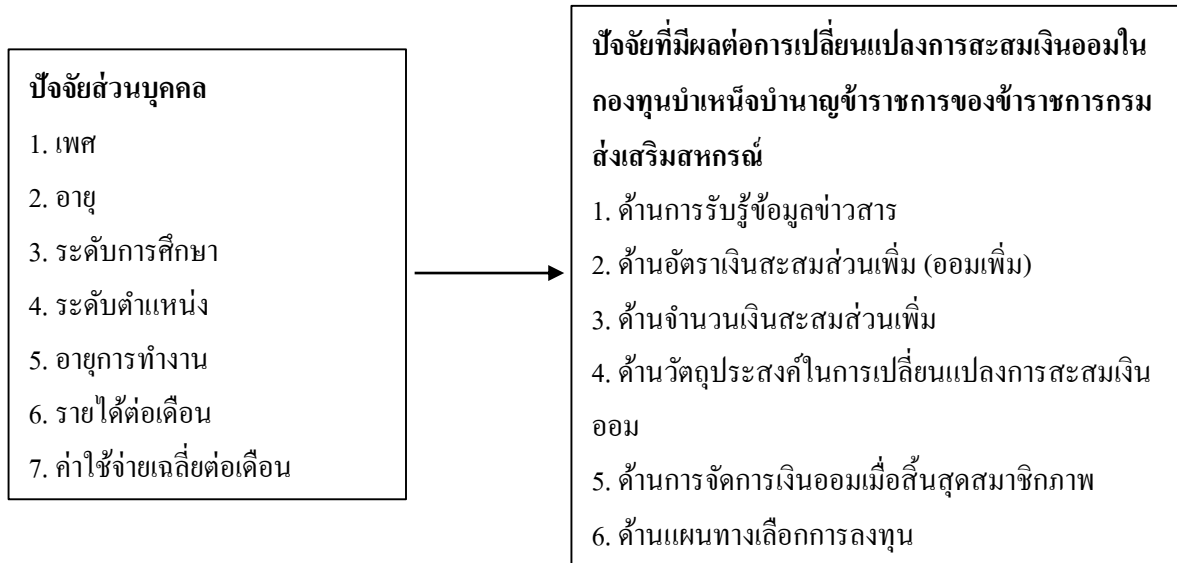 ปัจจัยส่วนบุคคล
1. เพศ
2. อายุ
3. ระดับการศึกษา
4. ระดับตำแหน่ง
5. อายุการทำงาน
6. รายได้ต่อเดือน
7. ค่าใช้จ่ายเฉลี่ยต่อเดือน
ปัจจัยที่มีผลต่อการเปลี่ยนแปลงการสะสมเงินออมใน
กองทุนบำเหน็จบำนาญข้าราชการของข้าราชการกรม
ส่งเสริมสหกรณ์
1. ด้านการรับรู้ข้อมูลข่าวสาร
2. ด้านอัตราเงินสะสมส่วนเพิ่ม (ออมเพิ่ม)
3. ด้านจำนวนเงินสะสมส่วนเพิ่ม
4. ด้านวัตถุประสงค์ในการเปลี่ยนแปลงการสะสมเงิน
ออม
5. ด้านการจัดการเงินออมเมื่อสิ้นสุดสมาชิกภาพ
6. ด้านแผนทางเลือกการลงทุน